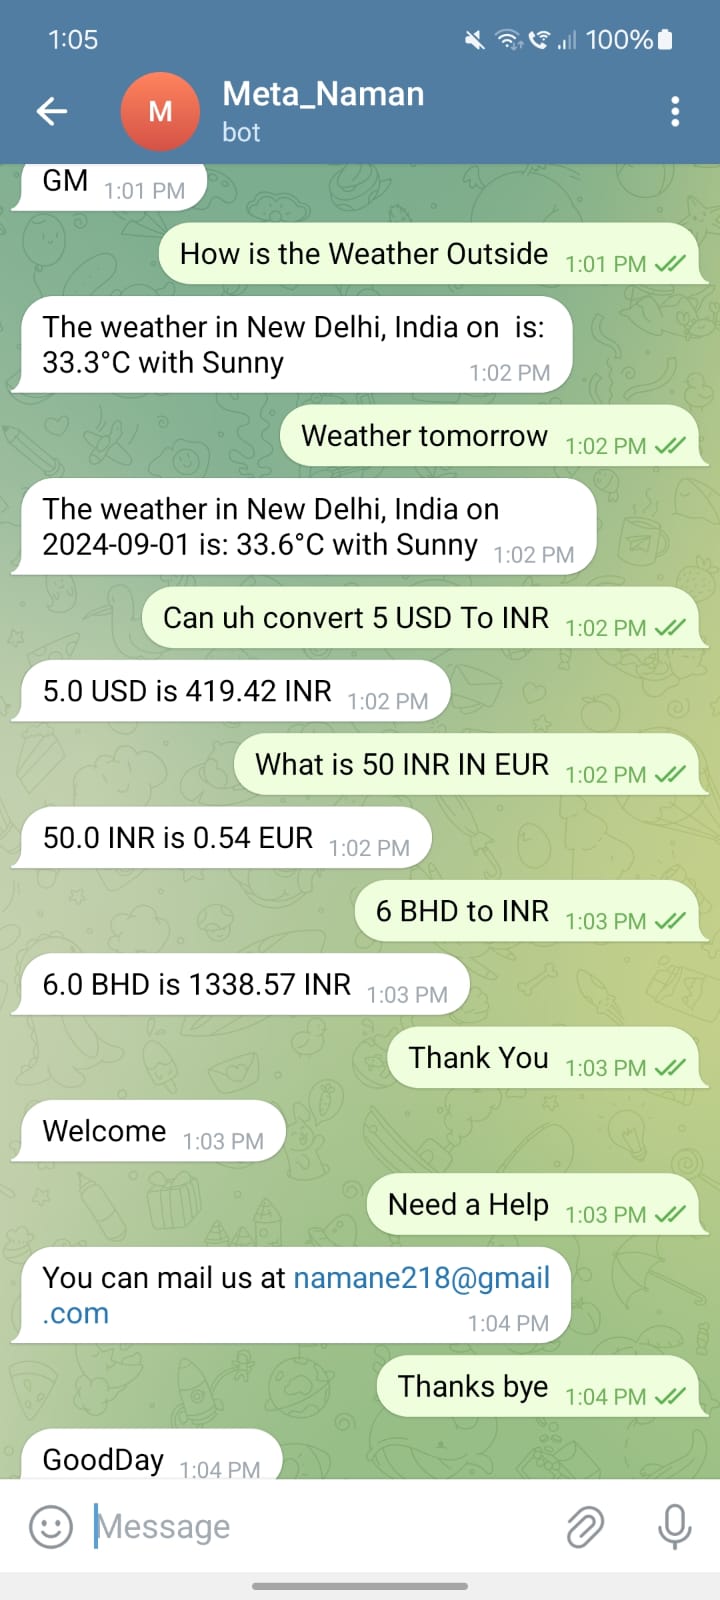 1:05
100%
M
Meta_Naman
bot
GM 1:01 PM
How is the Weather Outside 1:01 PM
The weather in New Delhi, India on  is:
33.3°C with Sunny 1:02 PM
Weather tomorrow 1:02 PM
The weather in New Delhi, India on
2024-09-01 is: 33.6°C with Sunny 1:02 PM
Can uh convert 5 USD To INR 1:02 PM
5.0 USD is 419.42 INR 1:02 PM
What is 50 INR IN EUR 1:02 PM
50.0 INR is 0.54 EUR 1:02 PM
6 BHD to INR 1:03 PM
6.0 BHD is 1338.57 INR 1:03 PM
Thank You 1:03 PM
Welcome 1:03 PM
Need a Help 1:03 PM
You can mail us at namane218@gmail
.com 1:04 PM
Thanks bye 1:04 PM
GoodDay 1:04 PM
Message